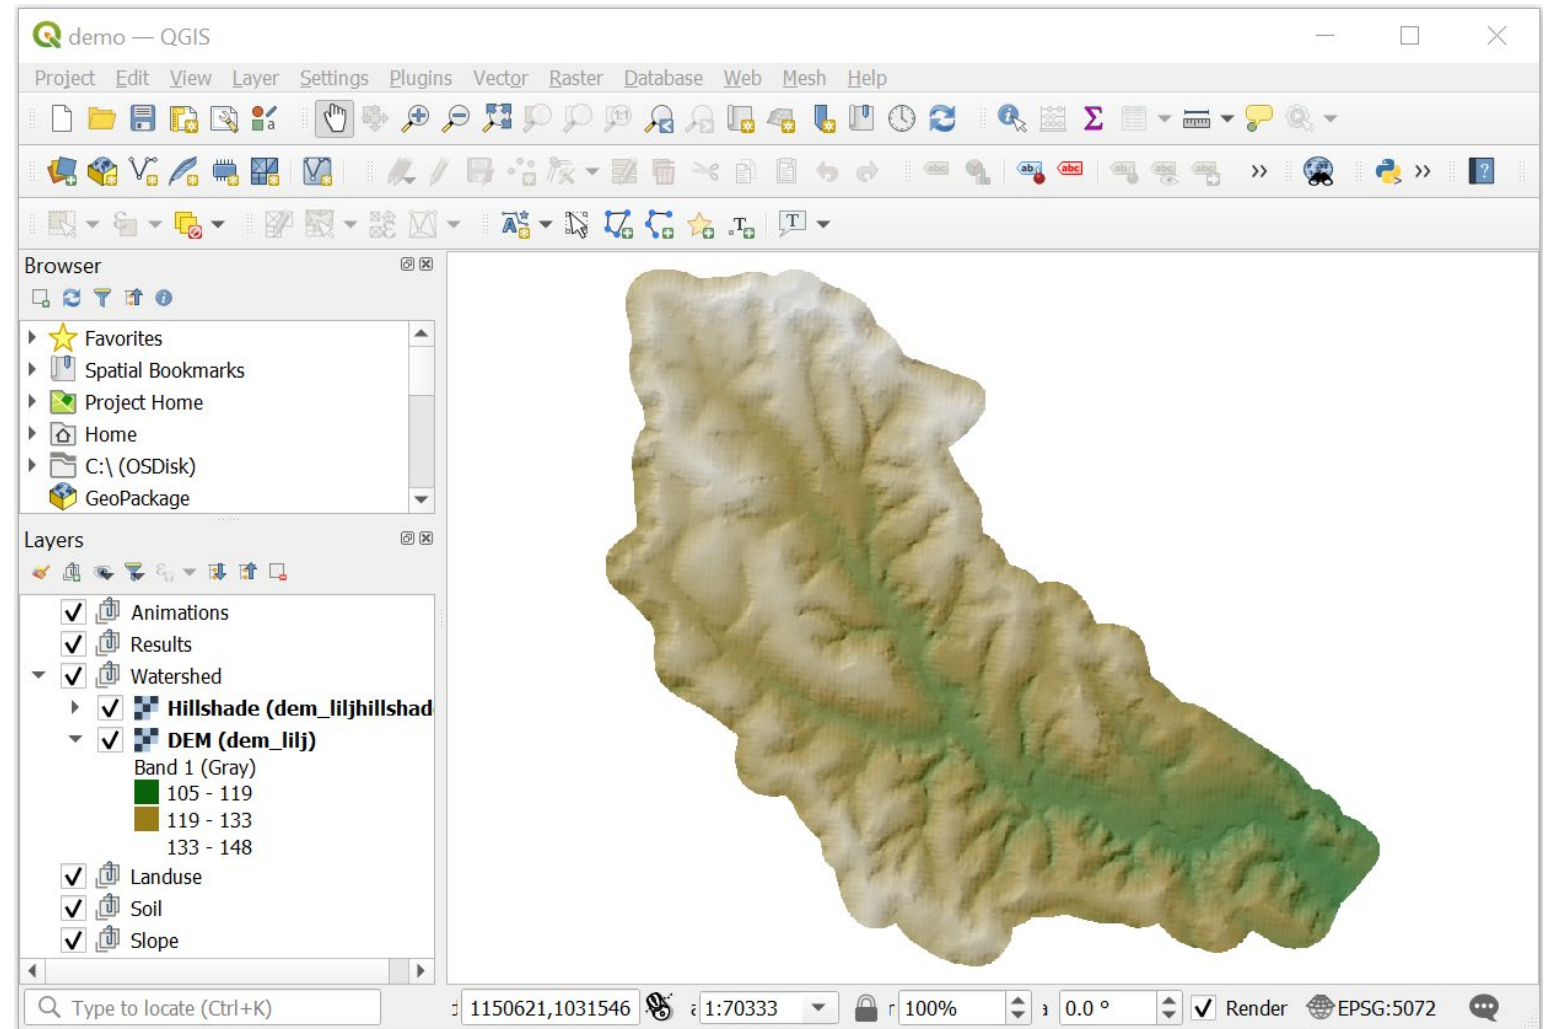 demo — QGIS
Project Edit View Layer Settings Plugins Vector Raster Database Web Mesh Help
Browser
Favorites
Spatial Bookmarks
Project Home
Home
C:\ (OSDisk)
GeoPackage
Layers
Animations
Results
Watershed
Hillshade (dem_liljhillshad
DEM (dem_lilj)
Band 1 (Gray)
105 - 119
119 - 133
133 - 148
Landuse
Soil
Slope
Type to locate (Ctrl+K) 1150621,1031546 1:70333 100% 0.0 ° Render EPSG:5072